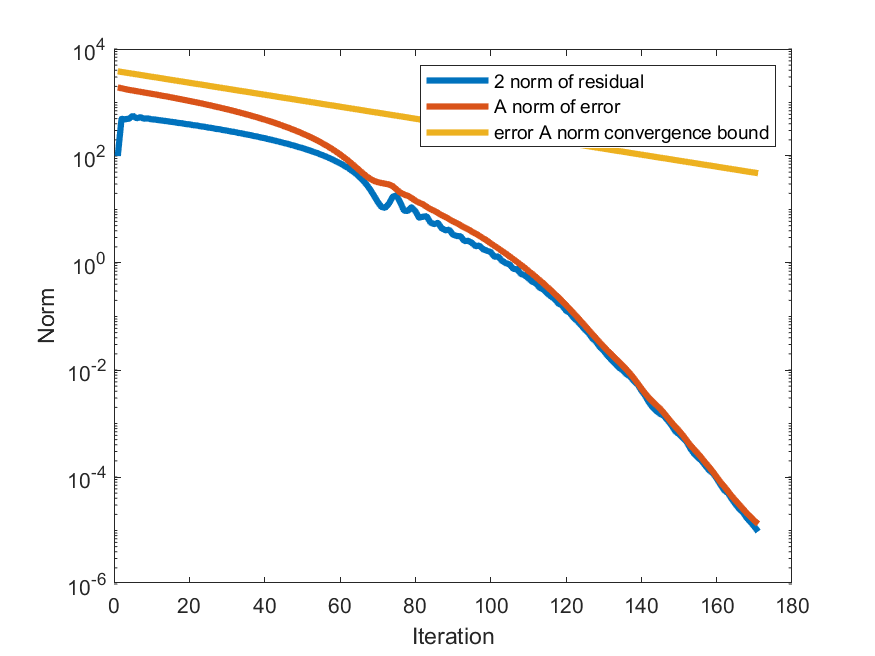 10^4
10^2
10^0
10^-2
10^-4
10^-6
Norm
2 norm of residual
A norm of error
error A norm convergence bound
0 20 40 60 80 100 120 140 160 180
Iteration